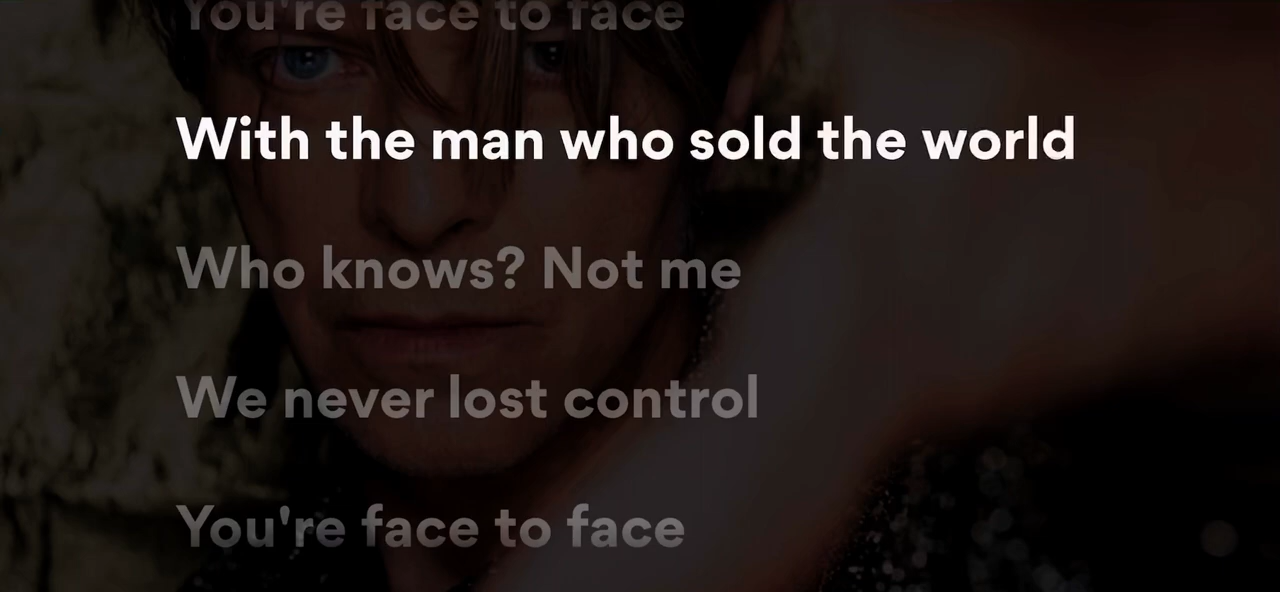 You're face to face
With the man who sold the world
Who knows? Not me
We never lost control
You're face to face